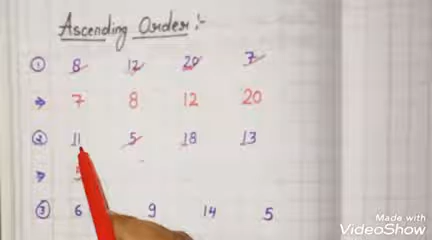 Ascending Order :-
① 8 12 20 7
⇒ 7 8 12 20
② 11 5 18 13
⇒
③ 6 9 14 5
Made with
VideoShow